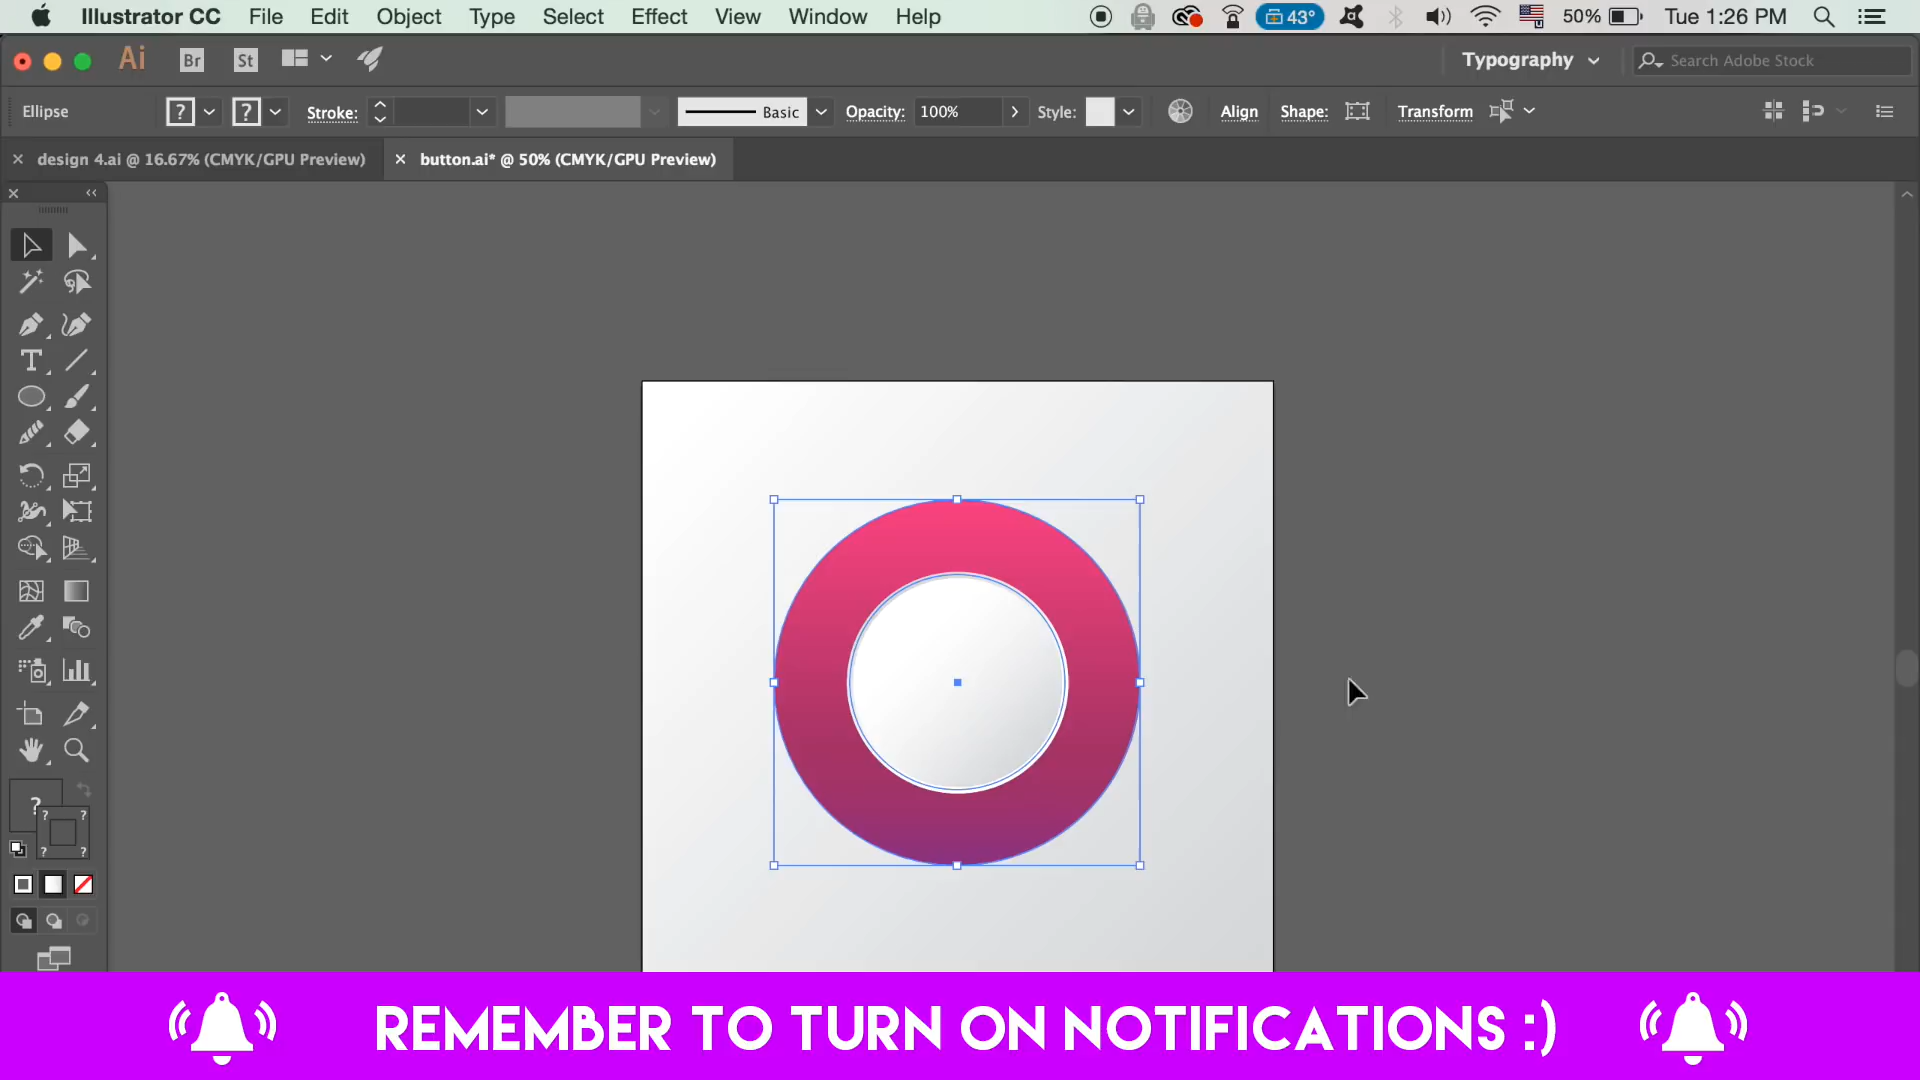 Illustrator CC File Edit Object Type Select Effect View Window Help 43° 50% Tue 1:26 PM
Ai Br St Typography Search Adobe Stock
Ellipse ? ? Stroke: Basic Opacity: 100% Style: Align Shape: Transform
× design 4.ai @ 16.67% (CMYK/GPU Preview) × button.ai* @ 50% (CMYK/GPU Preview)
T
?
? ?
? ?
REMEMBER TO TURN ON NOTIFICATIONS :)